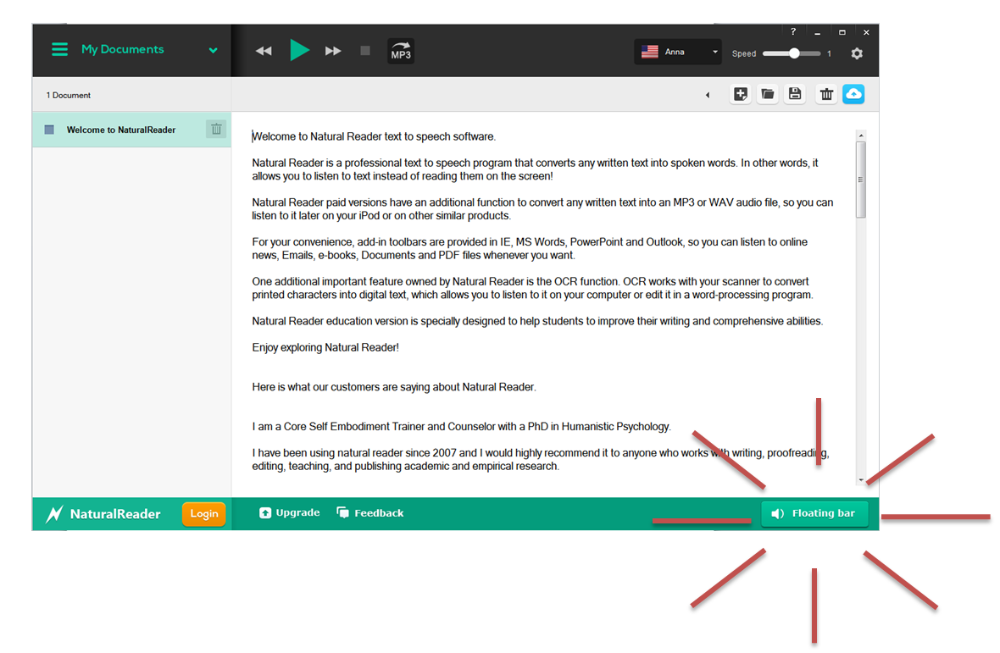 ?
My Documents
MP3
Anna
Speed
1
1 Document
Welcome to NaturalReader
Welcome to Natural Reader text to speech software.
Natural Reader is a professional text to speech program that converts any written text into spoken words. In other words, it
allows you to listen to text instead of reading them on the screen!
Natural Reader paid versions have an additional function to convert any written text into an MP3 or WAV audio file, so you can
listen to it later on your iPod or on other similar products.
For your convenience, add-in toolbars are provided in IE, MS Words, PowerPoint and Outlook, so you can listen to online
news, Emails, e-books, Documents and PDF files whenever you want.
One additional important feature owned by Natural Reader is the OCR function. OCR works with your scanner to convert
printed characters into digital text, which allows you to listen to it on your computer or edit it in a word-processing program.
Natural Reader education version is specially designed to help students to improve their writing and comprehensive abilities.
Enjoy exploring Natural Reader!
Here is what our customers are saying about Natural Reader.
I am a Core Self Embodiment Trainer and Counselor with a PhD in Humanistic Psychology.
I have been using natural reader since 2007 and I would highly recommend it to anyone who works with writing, proofreading,
editing, teaching, and publishing academic and empirical research.
NaturalReader
Login
Upgrade
Feedback
Floating bar